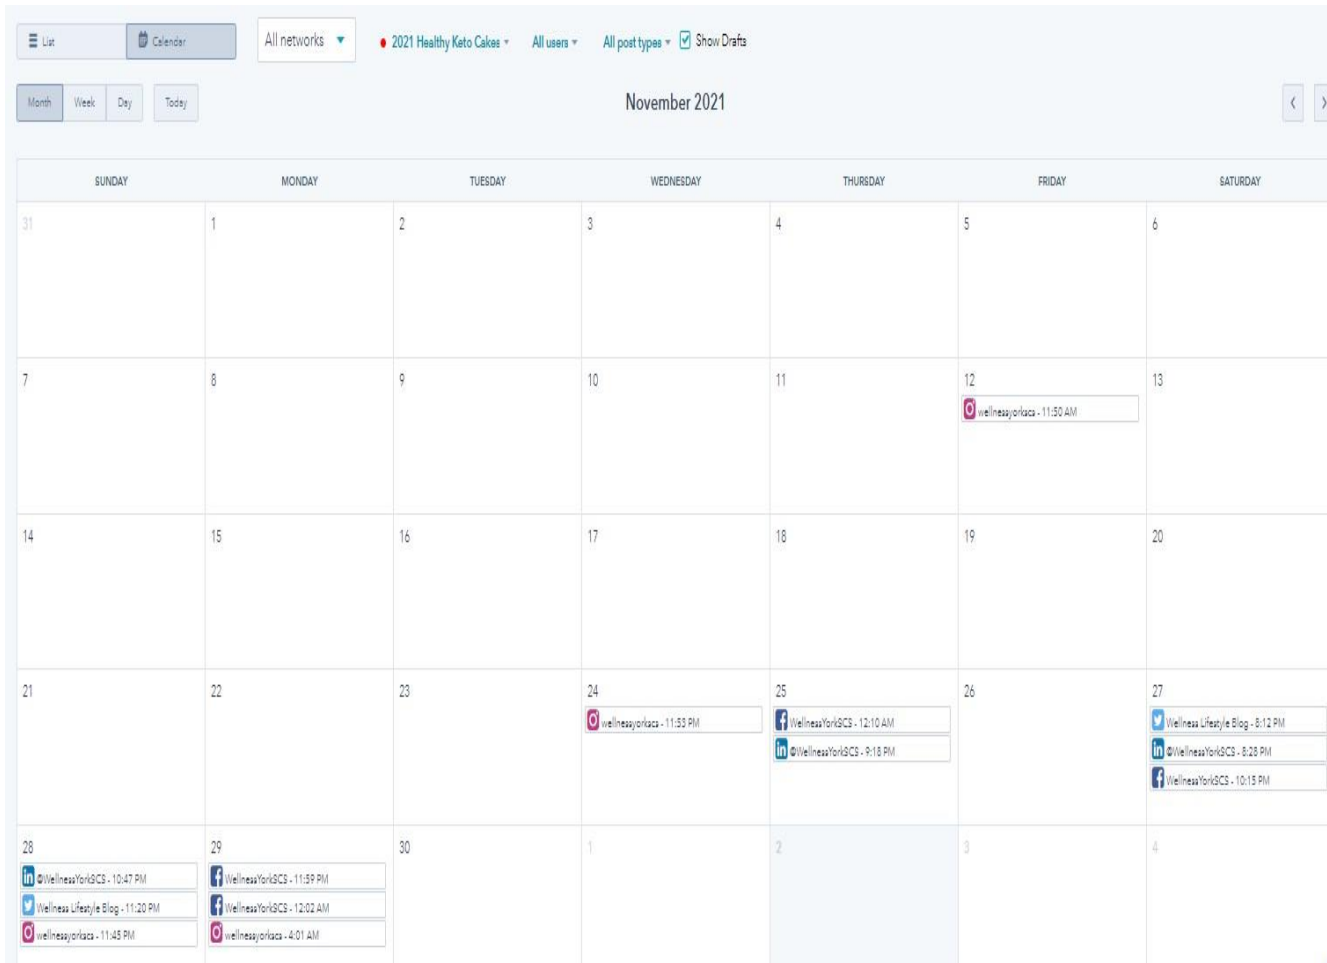 List
Calendar
All networks
2021 Healthy Keto Cakes
All users
All post types
Show Drafts
Month
Week
Day
Today
November 2021
SUNDAY
MONDAY
TUESDAY
WEDNESDAY
THURSDAY
FRIDAY
SATURDAY
31
1
2
3
4
5
6
7
8
9
10
11
12
wellnessyorkscs - 11:50 AM
13
14
15
16
17
18
19
20
21
22
23
24
wellnessyorkscs - 11:53 PM
25
WellnessYorkSCS - 12:10 AM
@WellnessYorkSCS - 9:18 PM
26
27
Wellness Lifestyle Blog - 8:12 PM
@WellnessYorkSCS - 8:28 PM
WellnessYorkSCS - 10:15 PM
28
@WellnessYorkSCS - 10:47 PM
Wellness Lifestyle Blog - 11:20 PM
wellnessyorkscs - 11:45 PM
29
WellnessYorkSCS - 11:59 PM
WellnessYorkSCS - 12:02 AM
wellnessyorkscs - 4:01 AM
30
1
2
3
4